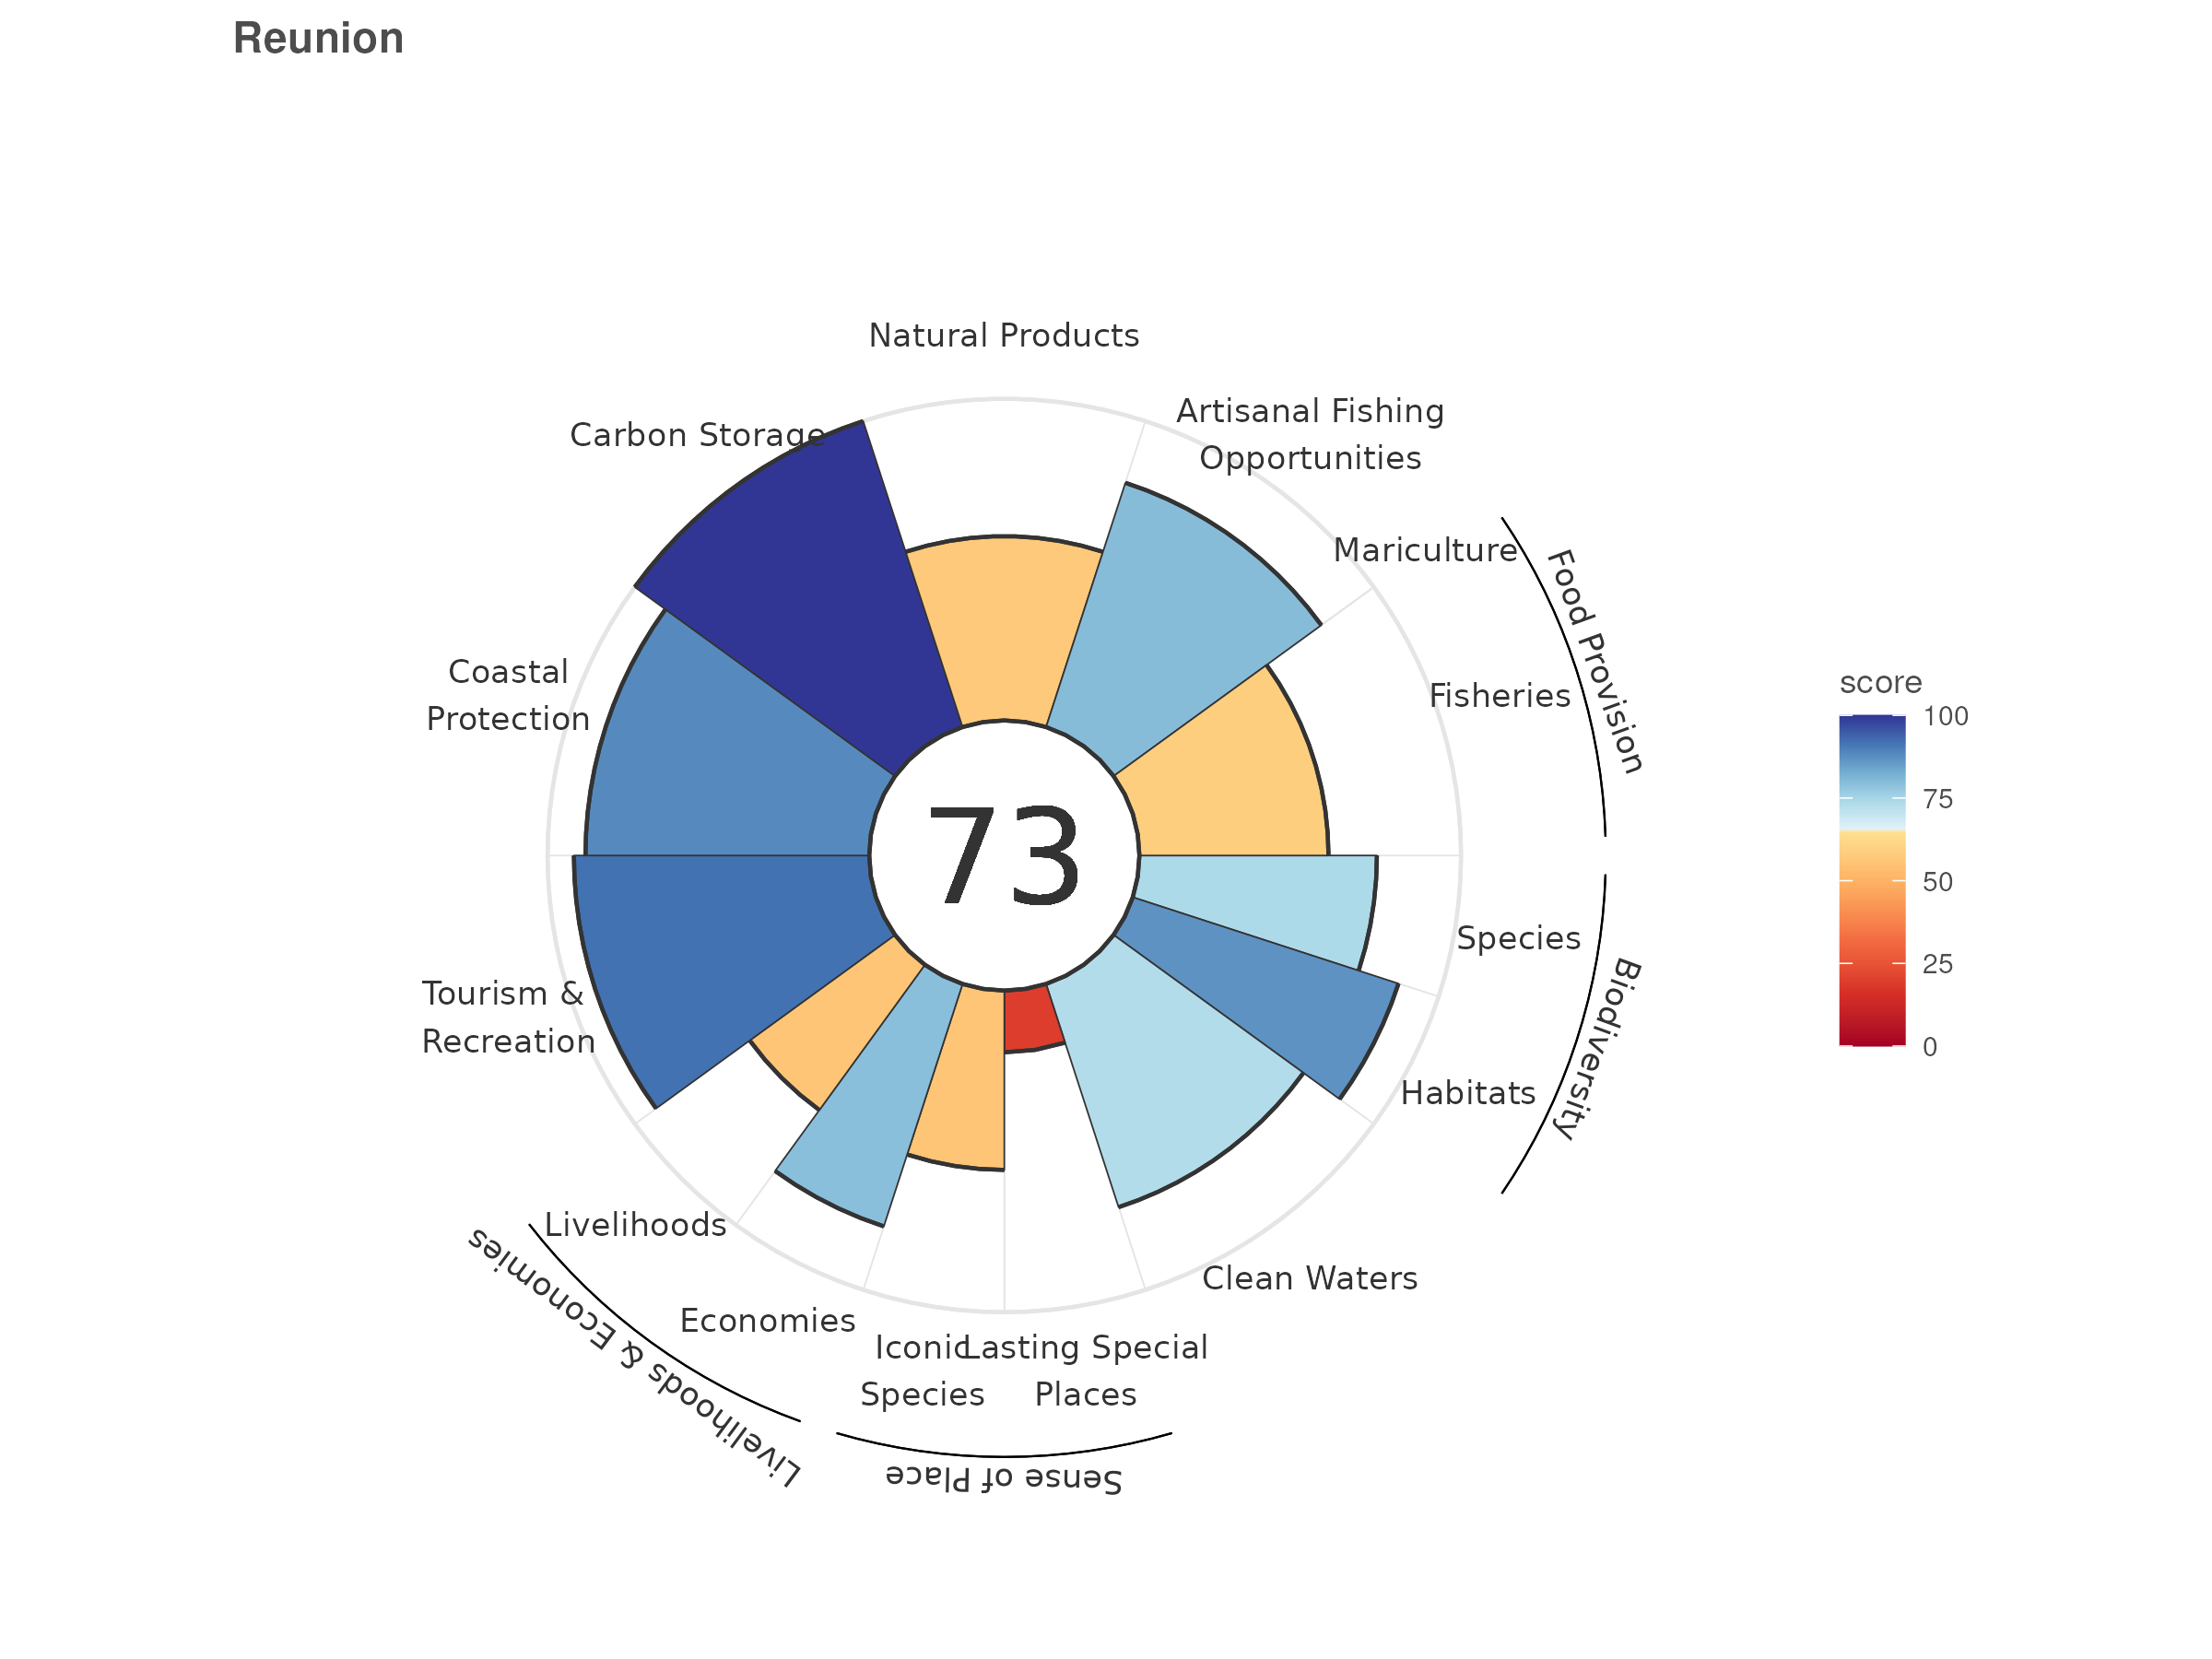 Reunion
Natural Products
Artisanal Fishing
Opportunities
Carbon Storage
Mariculture
Food Provision
Fisheries
Coastal
Protection
score
100
75
50
25
0
73
Species
Biodiversity
Tourism &
Recreation
Habitats
Livelihoods
Livelihoods & Economies
Clean Waters
Economies
Iconic
Species
Lasting Special
Places
Sense of Place